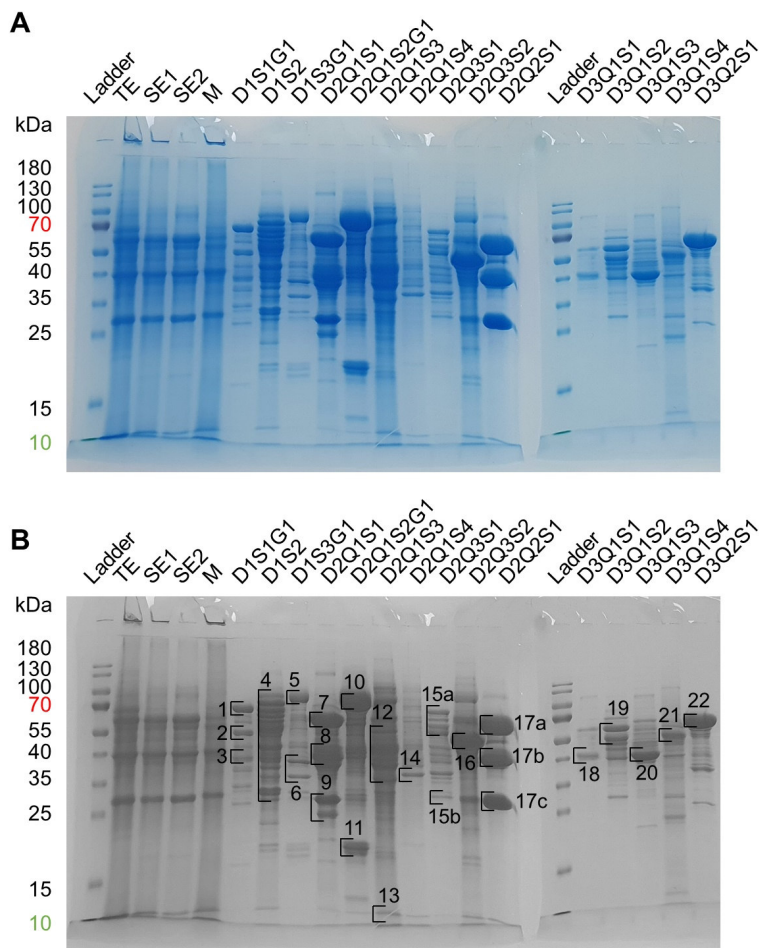 A
Ladder TE SE1 SE2 M D1S1G1 D1S2 D1S3G1 D2Q1S1 D2Q1S2G1 D2Q1S3 D2Q1S4 D2Q3S1 D2Q3S2 D2Q2S1 Ladder D3Q1S1 D3Q1S2 D3Q1S3 D3Q1S4 D3Q2S1
kDa
180
130
100
70
55
40
35
25
15
10
B
Ladder TE SE1 SE2 M D1S1G1 D1S2 D1S3G1 D2Q1S1 D2Q1S2G1 D2Q1S3 D2Q1S4 D2Q3S1 D2Q3S2 D2Q2S1 Ladder D3Q1S1 D3Q1S2 D3Q1S3 D3Q1S4 D3Q2S1
kDa
180
130
100 4 5 10 15a 22
70 1 7 12 19 21
55 2 8 17a
40 3 14 16 17b 18 20
35 6 9 15b 17c
25 11
15 13
10